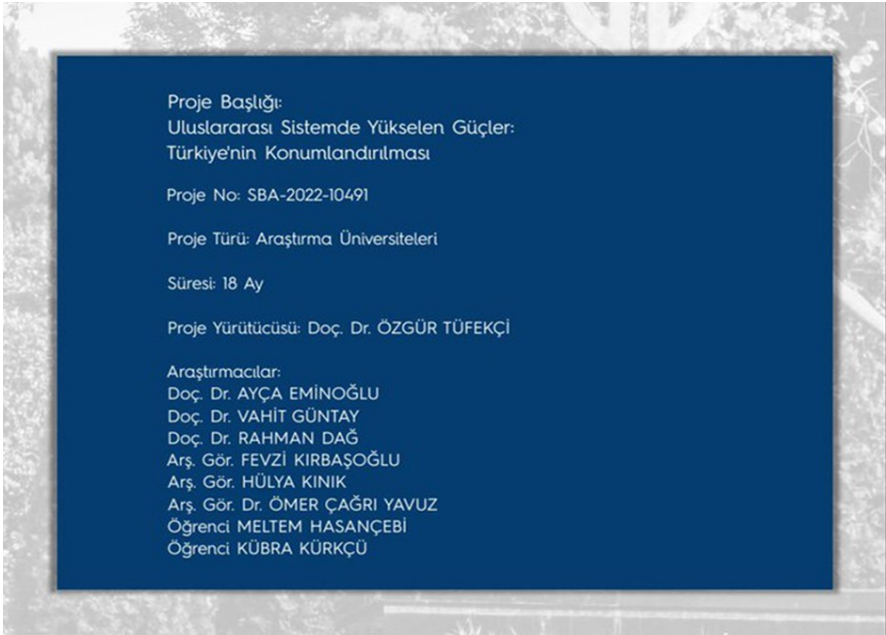 Proje Başlığı:
Uluslararası Sistemde Yükselen Güçler:
Türkiye'nin Konumlandırılması
Proje No: SBA-2022-10491
Proje Türü: Araştırma Üniversiteleri
Süresi: 18 Ay
Proje Yürütücüsü: Doç. Dr. ÖZGÜR TÜFEKÇİ
Araştırmacılar:
Doç. Dr. AYÇA EMİNOĞLU
Doç. Dr. VAHİT GÜNTAY
Doç. Dr. RAHMAN DAĞ
Arş. Gör. FEVZİ KIRBAŞOĞLU
Arş. Gör. HÜLYA KINIK
Arş. Gör. Dr. ÖMER ÇAĞRI YAVUZ
Öğrenci MELTEM HASANÇEBİ
Öğrenci KÜBRA KÜRKÇÜ